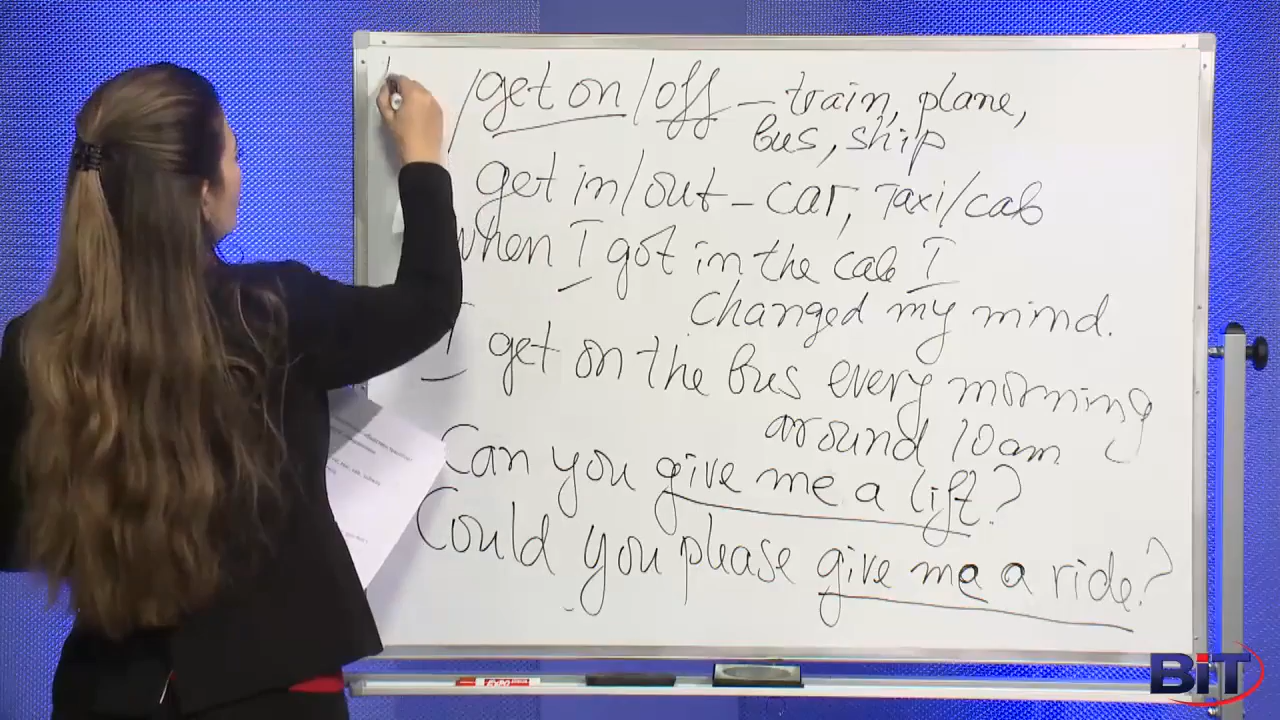 /get on/off – train, plane,
bus, ship
get in/out – car, Taxi/cab
When I got in the cab I
changed my mind.
I get on the bus every morning
around 10am
Can you give me a lift?
Could you please give me a ride?
EXPO
BiT